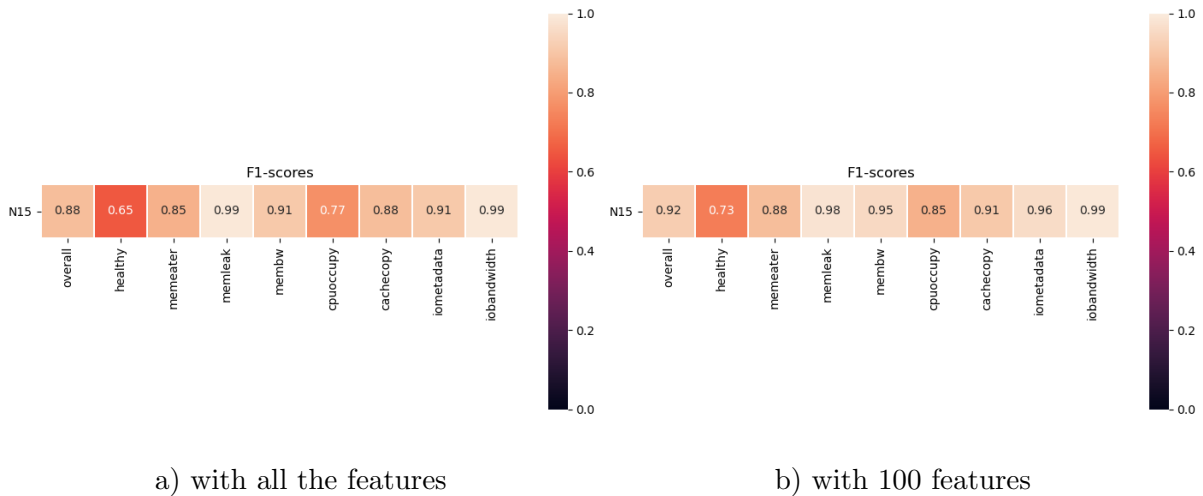 F1-scores
N15
0.88 0.65 0.85 0.99 0.91 0.77 0.88 0.91 0.99
overall
healthy
memeater
memleak
membw
cpuoccupy
cachecopy
iometadata
iobandwidth
1.0
0.8
0.6
0.4
0.2
0.0
a) with all the features
F1-scores
N15
0.92 0.73 0.88 0.98 0.95 0.85 0.91 0.96 0.99
overall
healthy
memeater
memleak
membw
cpuoccupy
cachecopy
iometadata
iobandwidth
1.0
0.8
0.6
0.4
0.2
0.0
b) with 100 features